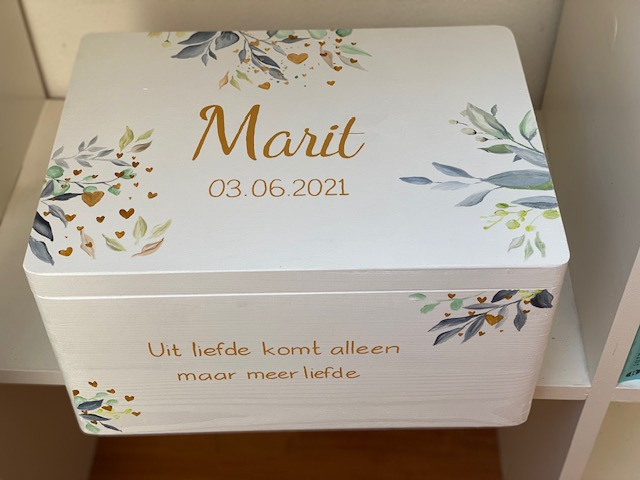 Marit
03.06.2021
Uit liefde komt alleen
maar meer liefde